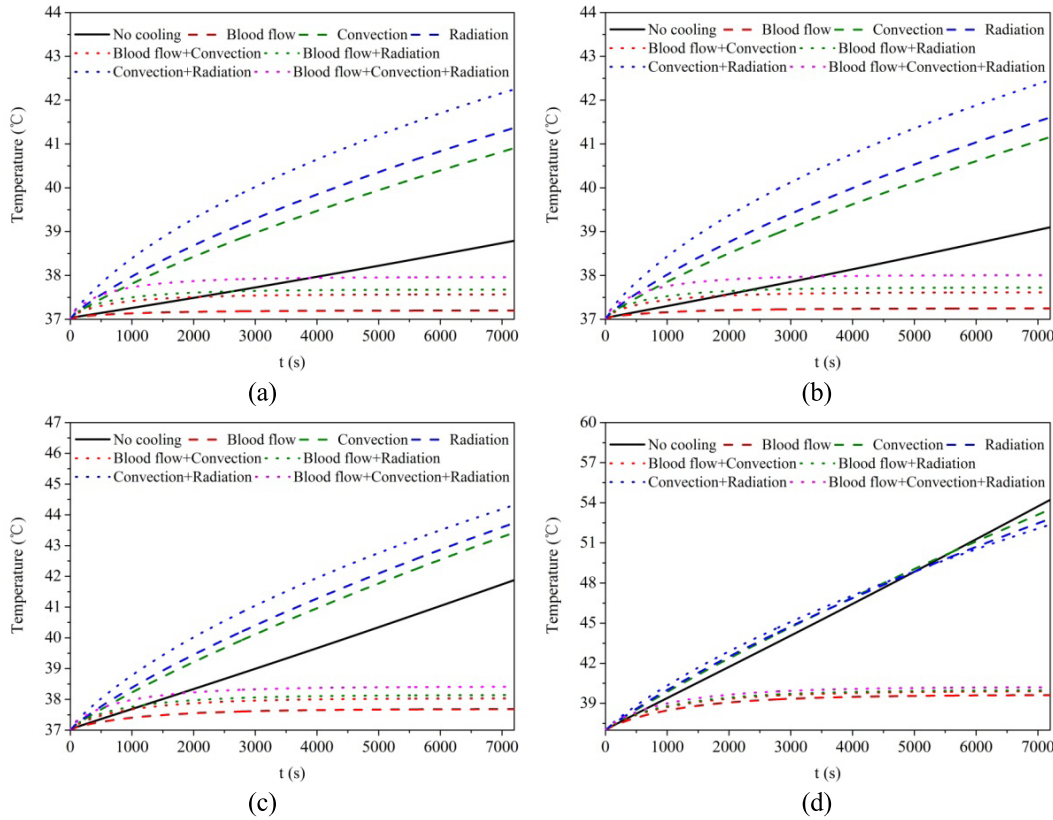 44
43
42
41
40
39
38
37
Temperature (℃)
No cooling Blood flow Convection Radiation
Blood flow+Convection Blood flow+Radiation
Convection+Radiation Blood flow+Convection+Radiation
0 1000 2000 3000 4000 5000 6000 7000
t (s)
(a)
44
43
42
41
40
39
38
37
Temperature (℃)
No cooling Blood flow Convection Radiation
Blood flow+Convection Blood flow+Radiation
Convection+Radiation Blood flow+Convection+Radiation
0 1000 2000 3000 4000 5000 6000 7000
t (s)
(b)
47
46
45
44
43
42
41
40
39
38
37
Temperature (℃)
No cooling Blood flow Convection Radiation
Blood flow+Convection Blood flow+Radiation
Convection+Radiation Blood flow+Convection+Radiation
0 1000 2000 3000 4000 5000 6000 7000
t (s)
(c)
60
57
54
51
48
45
42
39
Temperature (℃)
No cooling Blood flow Convection Radiation
Blood flow+Convection Blood flow+Radiation
Convection+Radiation Blood flow+Convection+Radiation
0 1000 2000 3000 4000 5000 6000 7000
t (s)
(d)